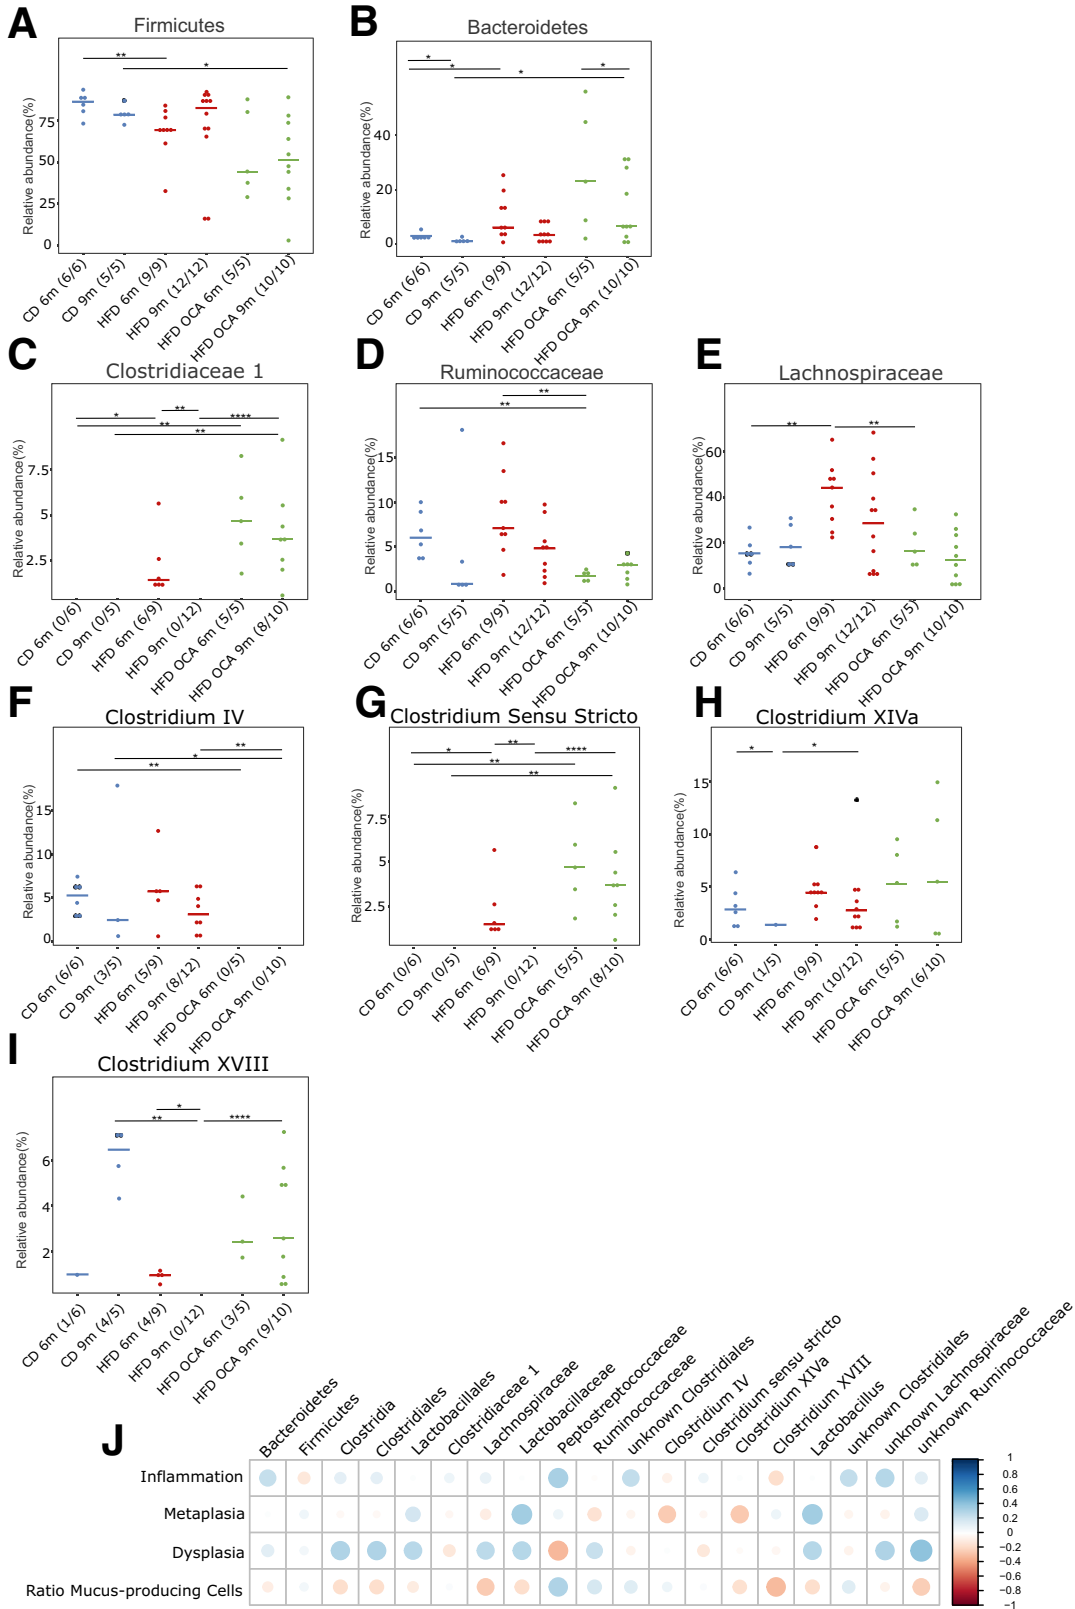 A
Firmicutes
Relative abundance(%)
75
50
25
0
**
*
CD 6m (6/6)
CD 9m (5/5)
HFD 6m (9/9)
HFD 9m (12/12)
HFD OCA 6m (5/5)
HFD OCA 9m (10/10)
B
Bacteroidetes
Relative abundance(%)
40
20
0
*
*
*
*
CD 6m (6/6)
CD 9m (5/5)
HFD 6m (9/9)
HFD 9m (12/12)
HFD OCA 6m (5/5)
HFD OCA 9m (10/10)
C
Clostridiaceae 1
Relative abundance(%)
7.5
5
2.5
**
*
****
**
**
CD 6m (0/6)
CD 9m (0/5)
HFD 6m (6/9)
HFD 9m (0/12)
HFD OCA 6m (5/5)
HFD OCA 9m (8/10)
D
Ruminococcaceae
Relative abundance(%)
15
10
5
0
**
**
CD 6m (6/6)
CD 9m (5/5)
HFD 6m (9/9)
HFD 9m (12/12)
HFD OCA 6m (5/5)
HFD OCA 9m (10/10)
E
Lachnospiraceae
Relative abundance(%)
60
40
20
0
**
**
CD 6m (6/6)
CD 9m (5/5)
HFD 6m (9/9)
HFD 9m (12/12)
HFD OCA 6m (5/5)
HFD OCA 9m (10/10)
F
Clostridium IV
Relative abundance(%)
15
10
5
0
**
*
**
CD 6m (6/6)
CD 9m (3/5)
HFD 6m (5/9)
HFD 9m (8/12)
HFD OCA 6m (0/5)
HFD OCA 9m (0/10)
G
Clostridium Sensu Stricto
Relative abundance(%)
7.5
5
2.5
**
*
****
**
**
CD 6m (0/6)
CD 9m (0/5)
HFD 6m (6/9)
HFD 9m (0/12)
HFD OCA 6m (5/5)
HFD OCA 9m (8/10)
H
Clostridium XIVa
Relative abundance(%)
15
10
5
0
*
*
CD 6m (6/6)
CD 9m (1/5)
HFD 6m (9/9)
HFD 9m (10/12)
HFD OCA 6m (5/5)
HFD OCA 9m (6/10)
I
Clostridium XVIII
Relative abundance(%)
6
4
2
*
**
****
CD 6m (1/6)
CD 9m (4/5)
HFD 6m (4/9)
HFD 9m (0/12)
HFD OCA 6m (3/5)
HFD OCA 9m (9/10)
J
Bacteroidetes
Firmicutes
Clostridia
Clostridiales
Lactobacillales
Clostridiaceae 1
Lachnospiraceae
Lactobacillaceae
Peptostreptococcaceae
Ruminococcaceae
unknown Clostridiales
Clostridium IV
Clostridium sensu stricto
Clostridium XIVa
Clostridium XVIII
Lactobacillus
unknown Clostridiales
unknown Lachnospiraceae
unknown Ruminococcaceae
Inflammation
Metaplasia
Dysplasia
Ratio Mucus-producing Cells
1
0.8
0.6
0.4
0.2
0
−0.2
−0.4
−0.6
−0.8
−1